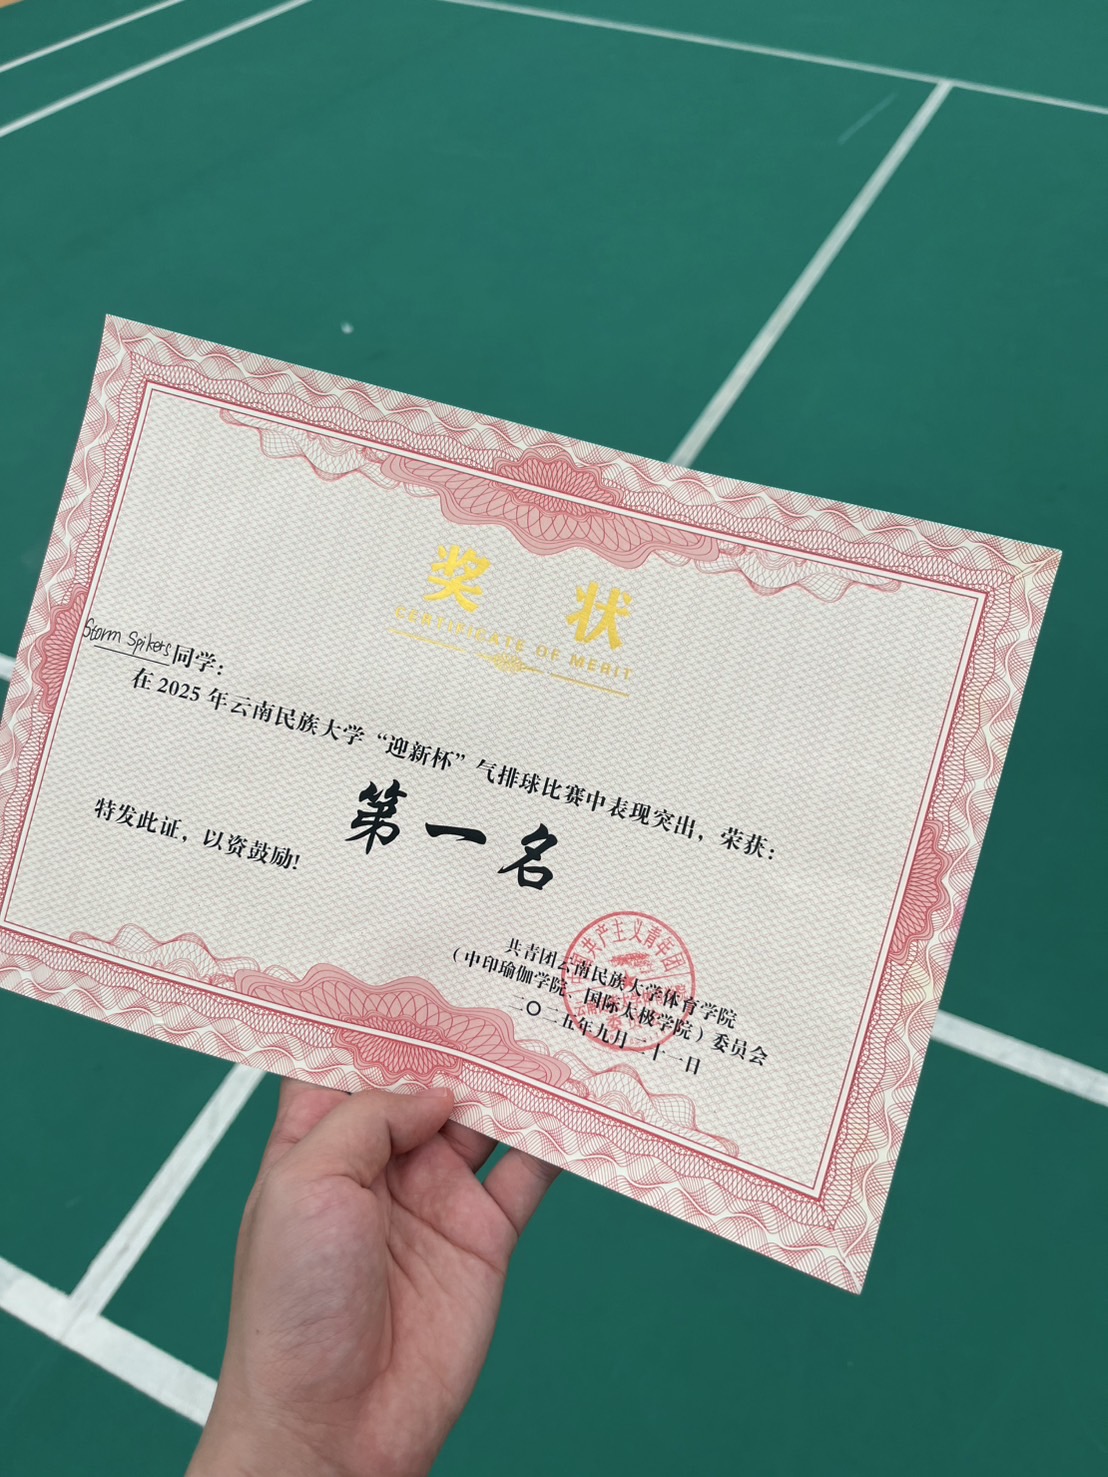 奖状
CERTIFICATE OF MERIT
Storm Spikers同学：
在2025年云南民族大学“迎新杯”气排球比赛中表现突出，荣获：
第一名
特发此证，以资鼓励！
共青团云南民族大学体育学院
（中印瑜伽学院、国际太极学院）委员会
二〇二五年九月二十一日